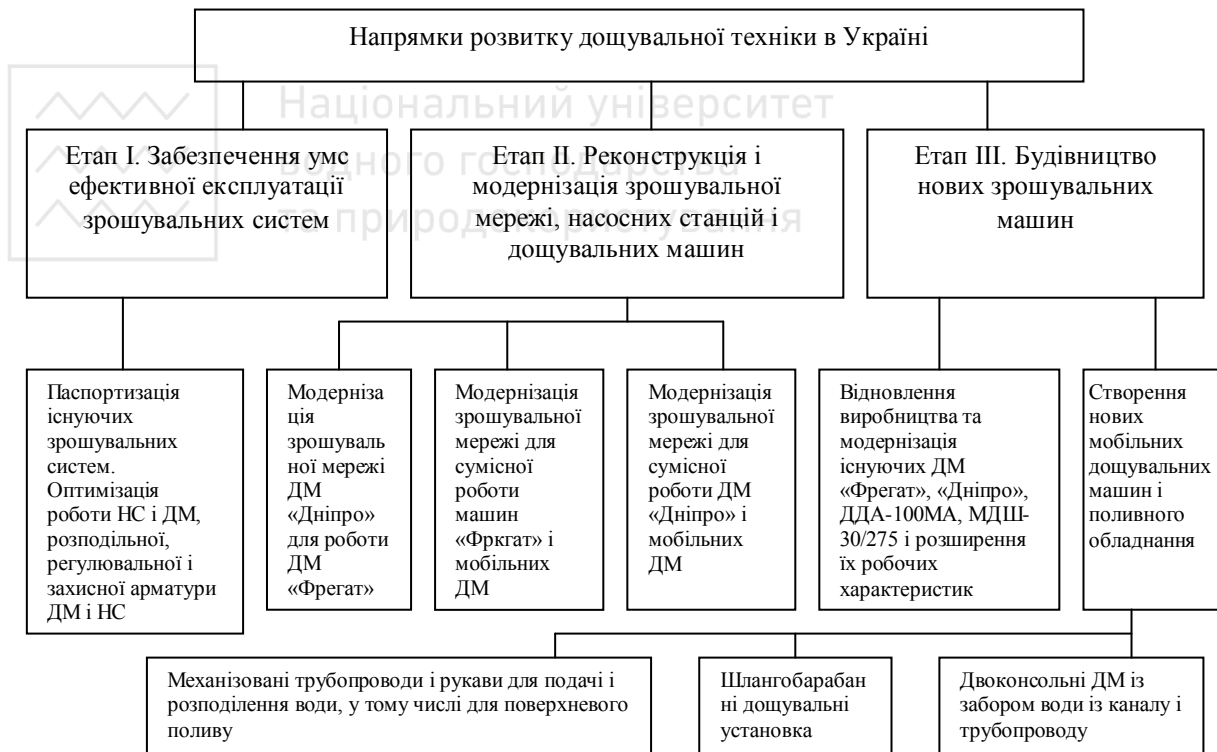 Напрямки розвитку дощувальної техніки в Україні
Національний університет
водного господарства
та природокористування
Етап І. Забезпечення умс
ефективної експлуатації
зрошувальних систем
Етап ІІ. Реконструкція і
модернізація зрошувальної
мережі, насосних станцій і
дощувальних машин
Етап ІІІ. Будівництво
нових зрошувальних
машин
Паспортизація
існуючих
зрошувальних
систем.
Оптимізація
роботи НС і ДМ,
розподільної,
регулювальної і
захисної арматури
ДМ і НС
Модерніза
ція
зрошуваль
ної мережі
ДМ
«Дніпро»
для роботи
ДМ
«Фрегат»
Модернізація
зрошувальної
мережі для
сумісної
роботи
машин
«Фркгат» і
мобільних
ДМ
Модернізація
зрошувальної
мережі для
сумісної
роботи ДМ
«Дніпро» і
мобільних
ДМ
Відновлення
виробництва та
модернізація
існуючих ДМ
«Фрегат», «Дніпро»,
ДДА-100МА, МДШ-
30/275 і розширення
їх робочих
характеристик
Створення
нових
мобільних
дощувальних
машин і
поливного
обладнання
Механізовані трубопроводи і рукави для подачі і
розподілення води, у тому числі для поверхневого
поливу
Шлангобарабан
ні дощувальні
установка
Двоконсольні ДМ із
забором води із каналу і
трубопроводу